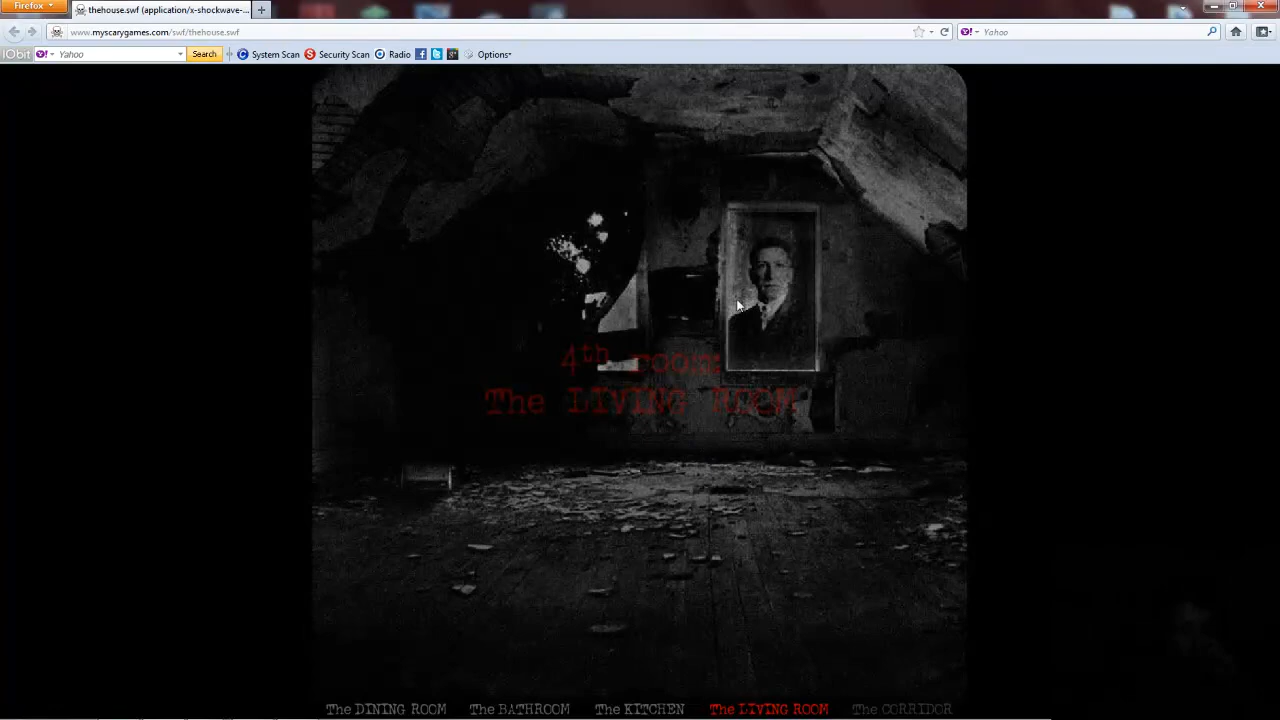 Firefox
thehouse.swf (application/x-shockwave-...
www.myscarygames.com/swf/thehouse.swf
Yahoo
IObit
Yahoo
Search
System Scan
Security Scan
Radio
Options
4th room:
The LIVING ROOM
The DINING ROOM
The BATHROOM
The KITCHEN
The LIVING ROOM
The CORRIDOR